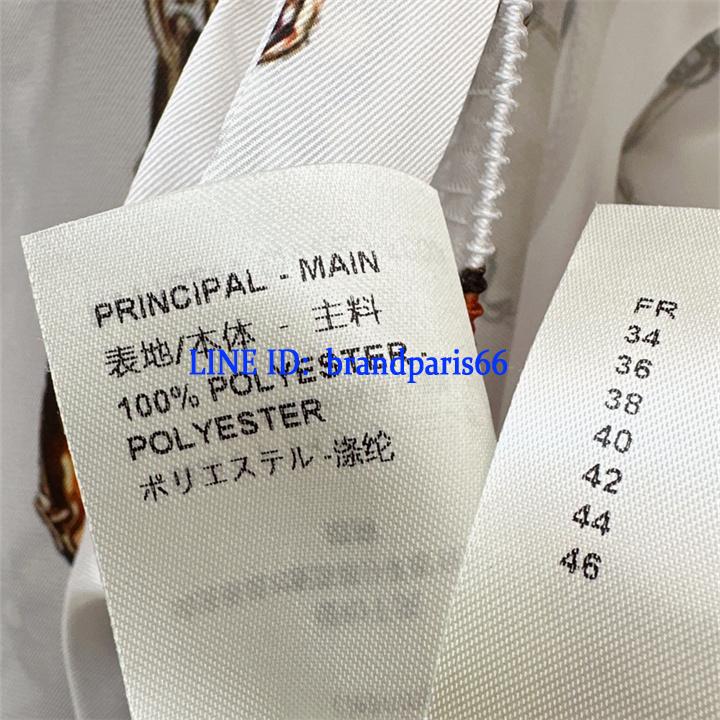 PRINCIPAL - MAIN
表地/本体 - 主料
100% POLYESTER -
POLYESTER
ポリエステル -涤纶
LINE ID: brandparis66
FR
34
36
38
40
42
44
46